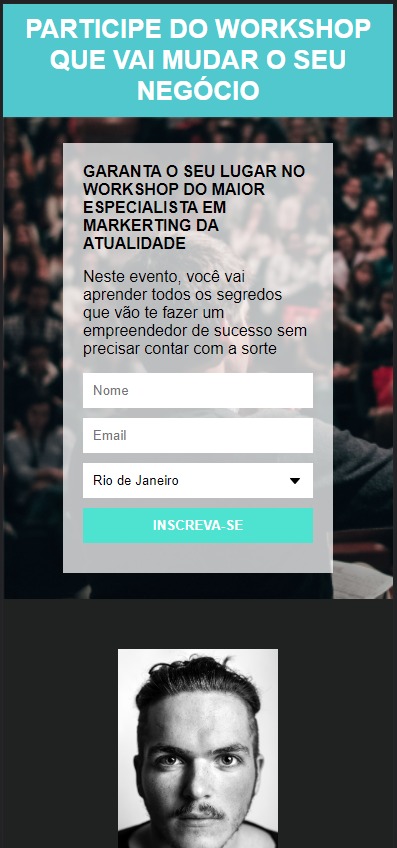 PARTICIPE DO WORKSHOP
QUE VAI MUDAR O SEU
NEGÓCIO
GARANTA O SEU LUGAR NO
WORKSHOP DO MAIOR
ESPECIALISTA EM
MARKERTING DA
ATUALIDADE
Neste evento, você vai
aprender todos os segredos
que vão te fazer um
empreendedor de sucesso sem
precisar contar com a sorte
Nome
Email
Rio de Janeiro
INSCREVA-SE